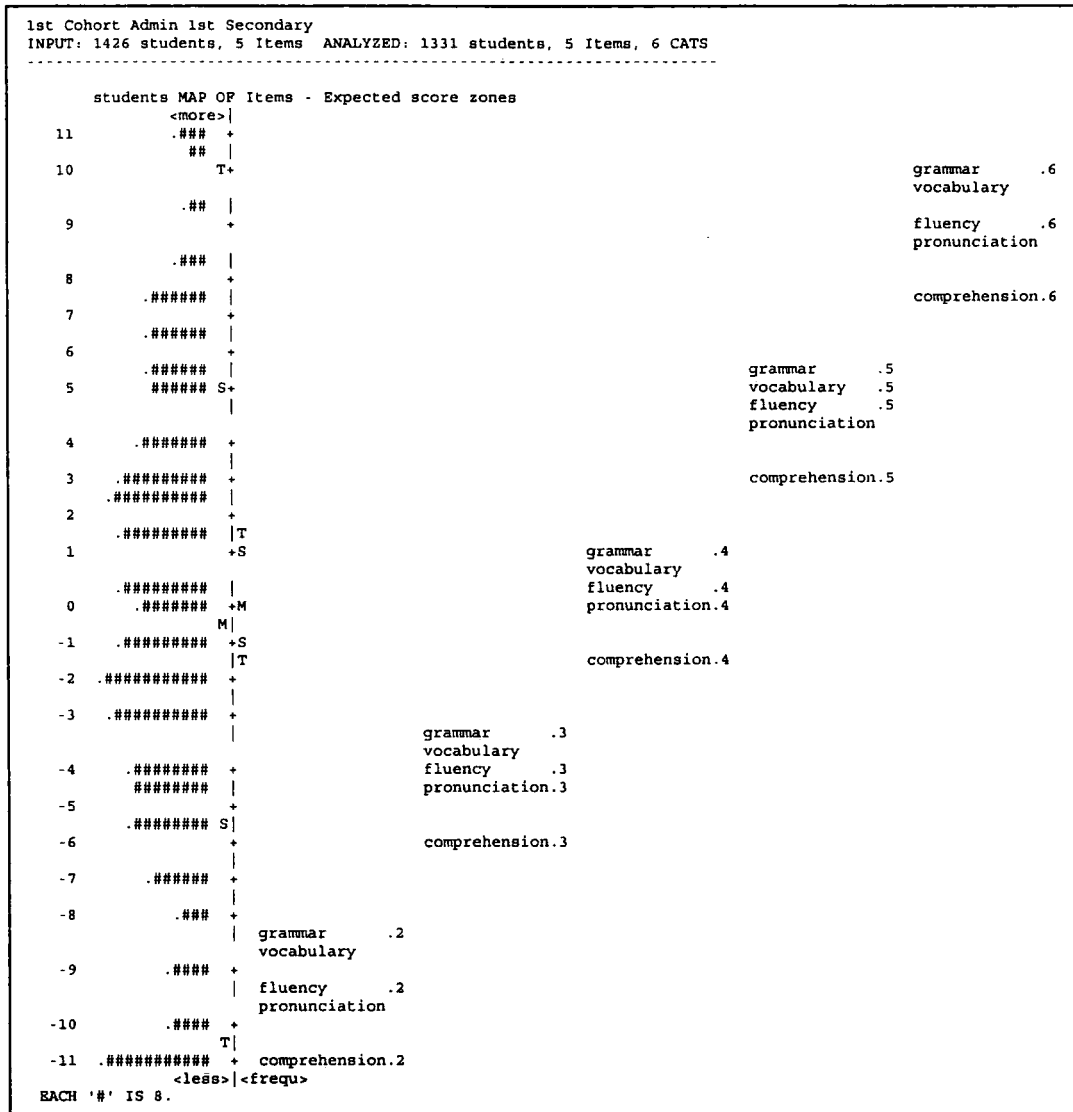 1st Cohort Admin 1st Secondary
INPUT: 1426 students, 5 Items  ANALYZED: 1331 students, 5 Items, 6 CATS
------------------------------------------------------------------------
students MAP OF Items - Expected score zones
<more>|
11 .### +
## |
10 T+ grammar .6
vocabulary
.## |
9 + fluency .6
pronunciation
.### |
8 +
.###### | comprehension.6
7 +
.###### |
6 +
.###### | grammar .5
5 ###### S+ vocabulary .5
| fluency .5
pronunciation
4 .####### +
|
3 .######### + comprehension.5
.########## |
2 +
.######### |T
1 +S grammar .4
vocabulary
.######### | fluency .4
0 .####### +M pronunciation.4
M|
-1 .######### +S
|T comprehension.4
-2 .########### +
|
-3 .########## +
| grammar .3
vocabulary
-4 .######## + fluency .3
######## | pronunciation.3
-5 +
.######## S|
-6 + comprehension.3
|
-7 .###### +
|
-8 .### +
| grammar .2
vocabulary
-9 .#### +
| fluency .2
pronunciation
-10 .#### +
T|
-11 .########### + comprehension.2
<less>|<frequ>
EACH '#' IS 8.